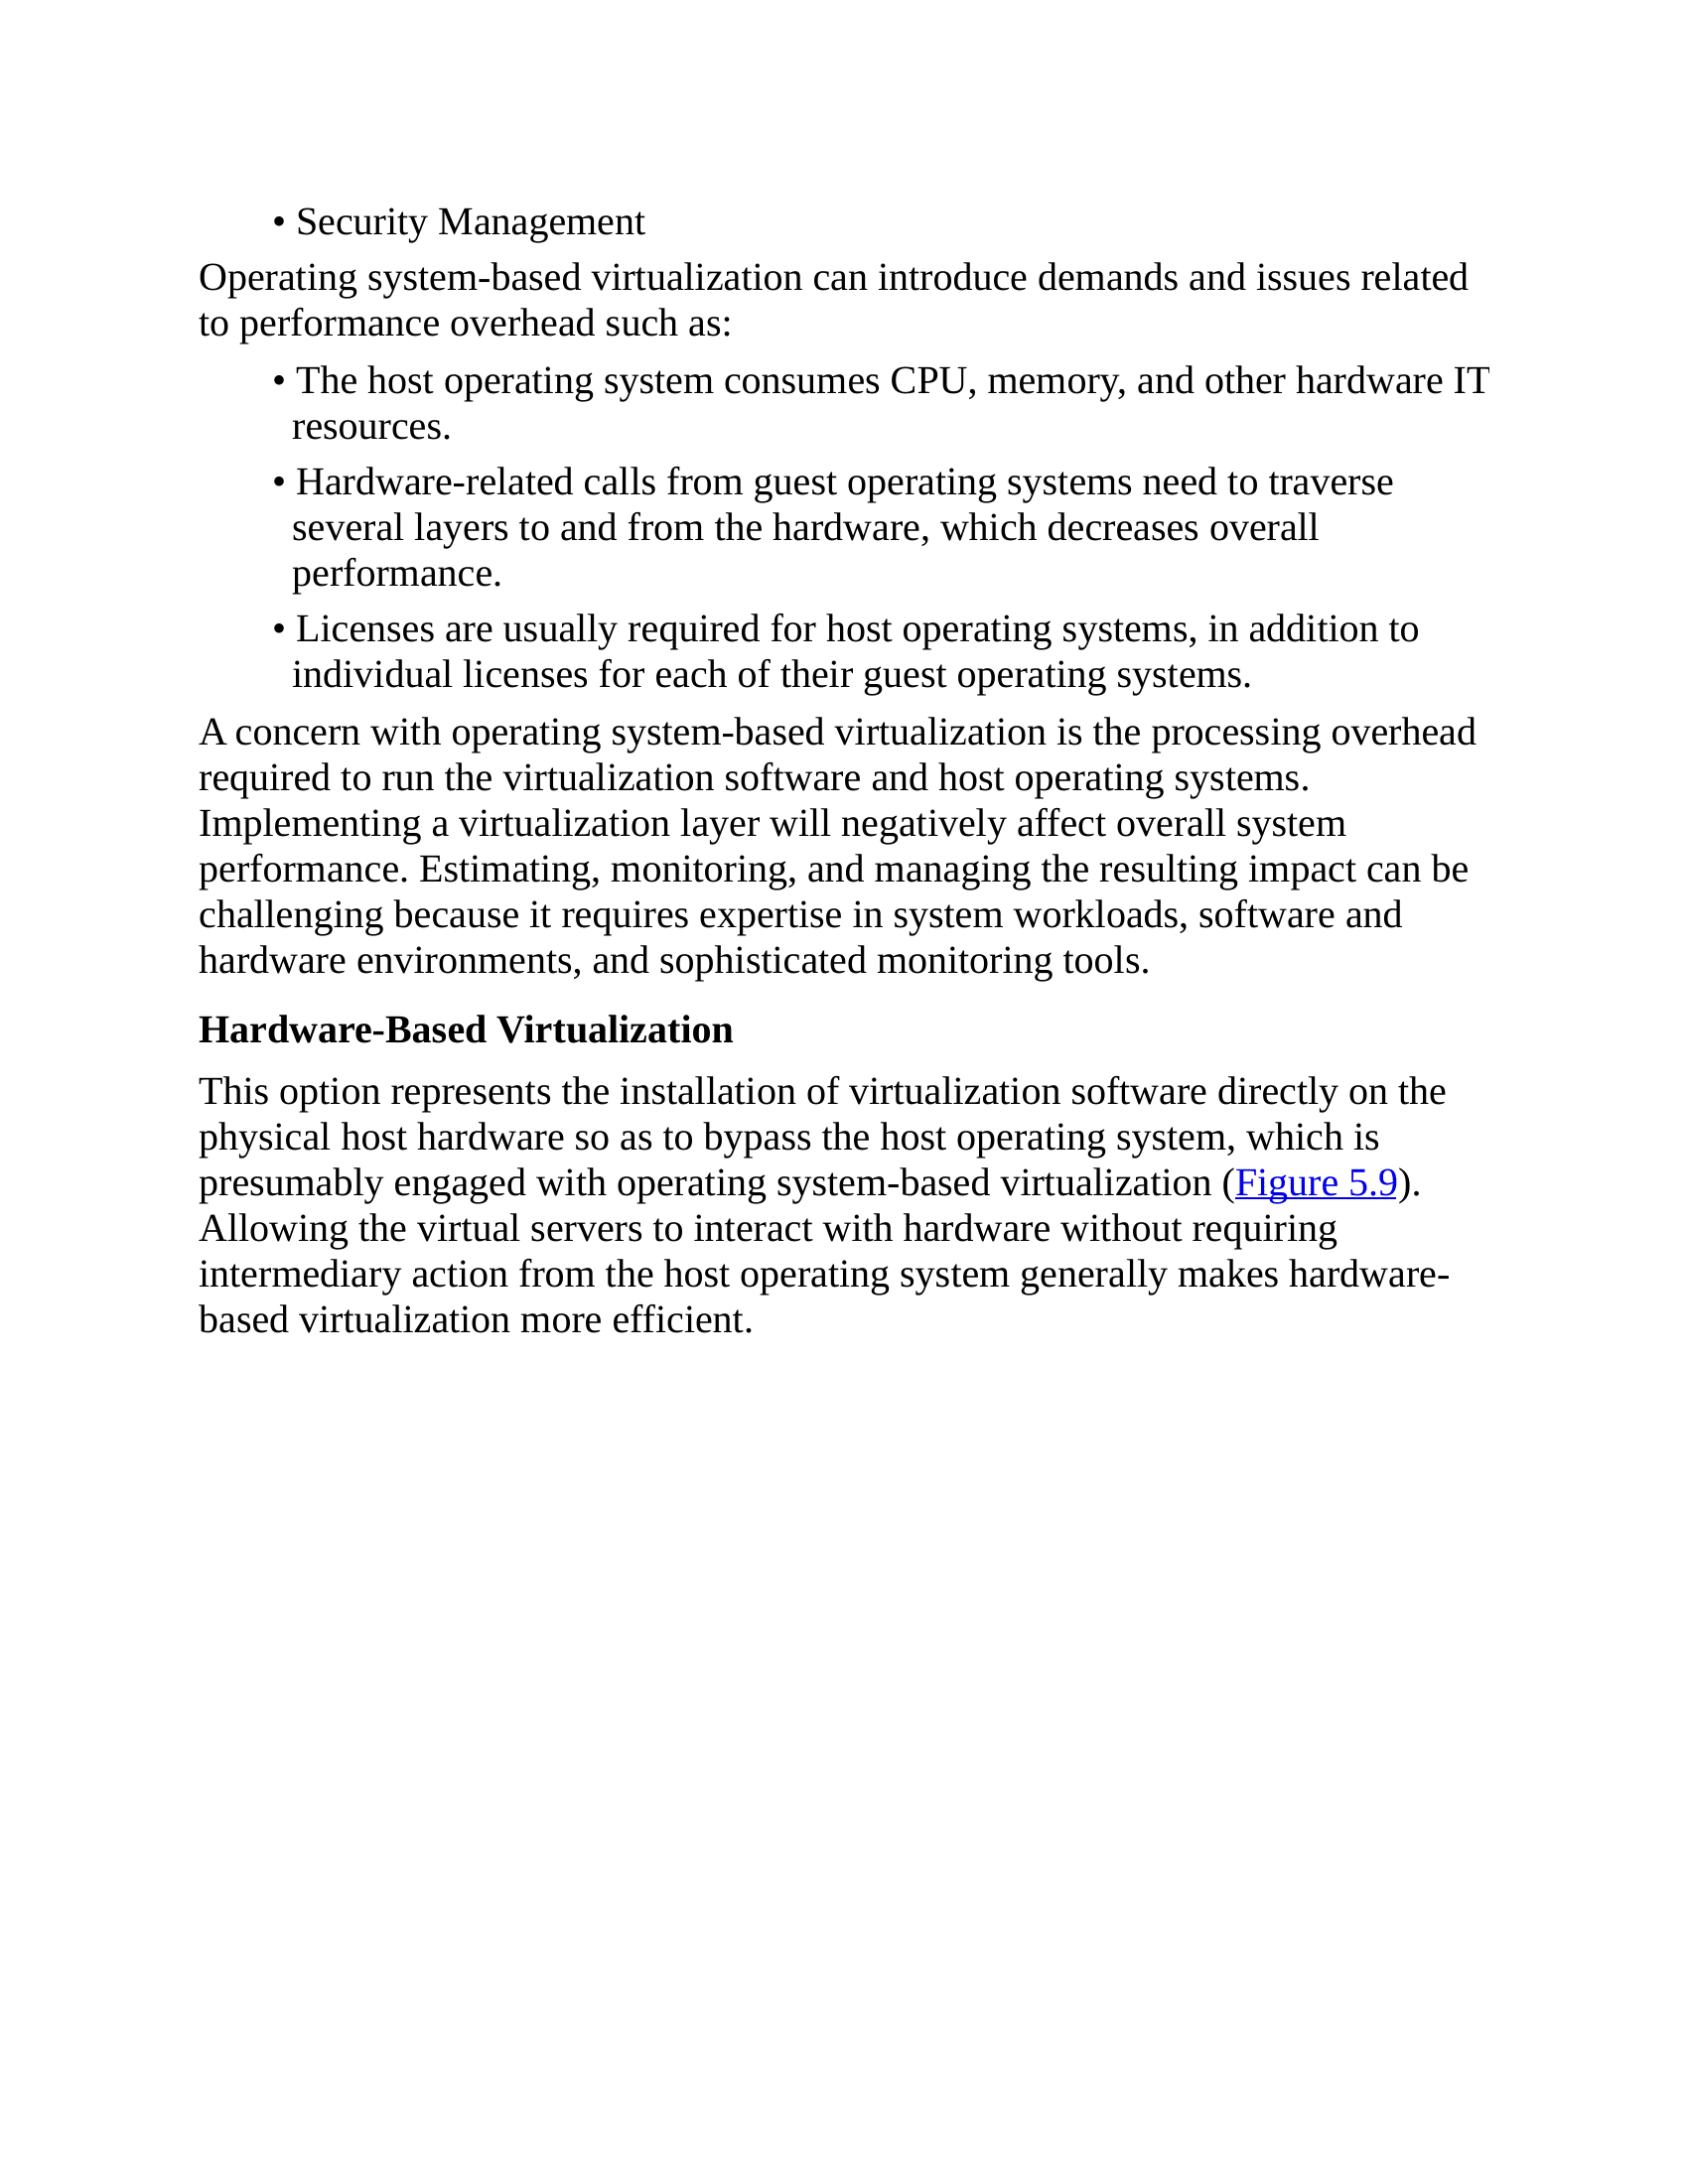 • Security Management
Operating system-based virtualization can introduce demands and issues related
to performance overhead such as:
• The host operating system consumes CPU, memory, and other hardware IT
resources.
• Hardware-related calls from guest operating systems need to traverse
several layers to and from the hardware, which decreases overall
performance.
• Licenses are usually required for host operating systems, in addition to
individual licenses for each of their guest operating systems.
A concern with operating system-based virtualization is the processing overhead
required to run the virtualization software and host operating systems.
Implementing a virtualization layer will negatively affect overall system
performance. Estimating, monitoring, and managing the resulting impact can be
challenging because it requires expertise in system workloads, software and
hardware environments, and sophisticated monitoring tools.
Hardware-Based Virtualization
This option represents the installation of virtualization software directly on the
physical host hardware so as to bypass the host operating system, which is
presumably engaged with operating system-based virtualization (Figure 5.9).
Allowing the virtual servers to interact with hardware without requiring
intermediary action from the host operating system generally makes hardware-
based virtualization more efficient.